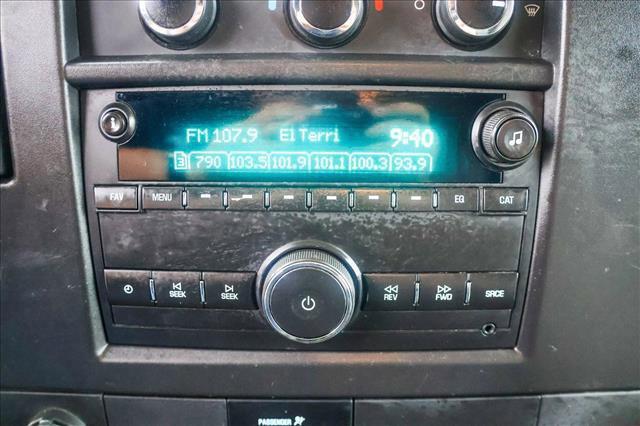 FM 107.9 El Terri 9:40
3 790 103.5 101.9 101.1 100.3 93.9
FAV MENU EQ CAT
SEEK SEEK REV FWD SRCE
PASSENGER